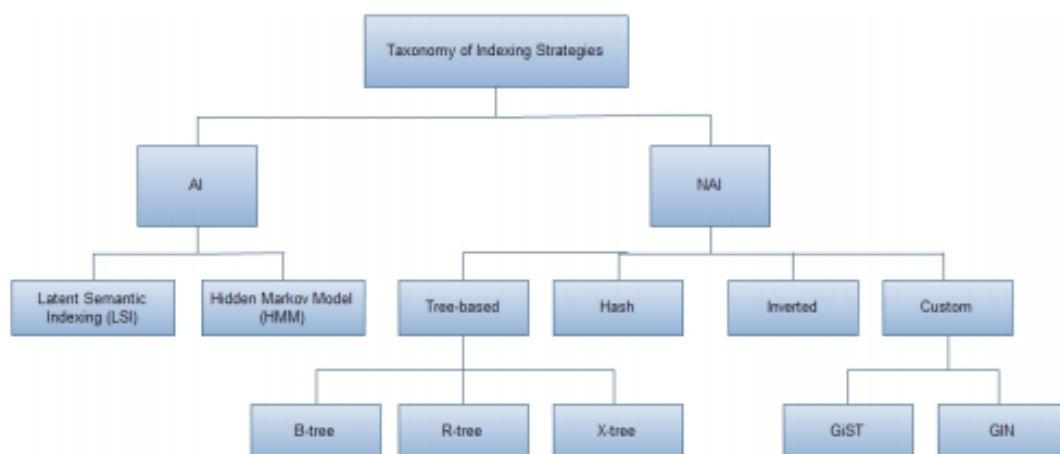 Taxonomy of Indexing Strategies
AI
NAI
Latent Semantic
Indexing (LSI)
Hidden Markov Model
(HMM)
Tree-based
Hash
Inverted
Custom
B-tree
R-tree
X-tree
GiST
GIN